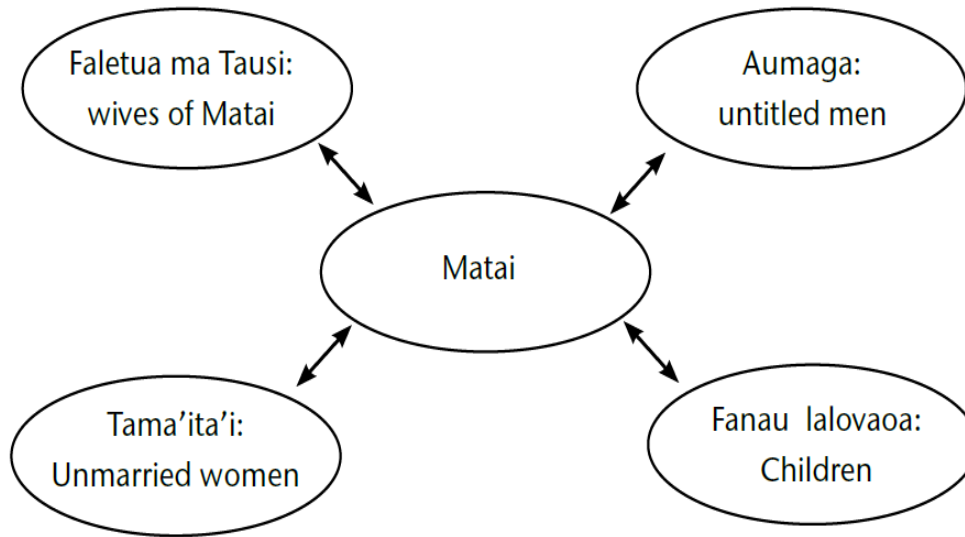 Faletua ma Tausi:
wives of Matai
Aumaga:
untitled men
Matai
Tama’ita’i:
Unmarried women
Fanau lalovaoa:
Children